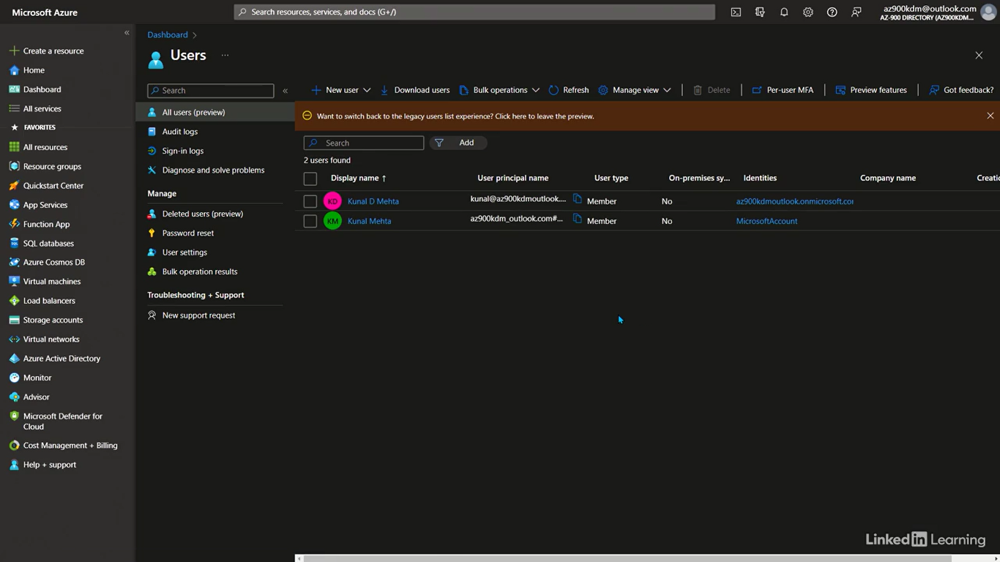 Microsoft Azure
Search resources, services, and docs (G+/)
az900kdm@outlook.com
AZ-900 DIRECTORY (AZ900KDM...
Create a resource
Home
Dashboard
All services
FAVORITES
All resources
Resource groups
Quickstart Center
App Services
Function App
SQL databases
Azure Cosmos DB
Virtual machines
Load balancers
Storage accounts
Virtual networks
Azure Active Directory
Monitor
Advisor
Microsoft Defender for
Cloud
Cost Management + Billing
Help + support
Dashboard
Users
Search
All users (preview)
Audit logs
Sign-in logs
Diagnose and solve problems
Manage
Deleted users (preview)
Password reset
User settings
Bulk operation results
Troubleshooting + Support
New support request
New user Download users Bulk operations Refresh Manage view Delete Per-user MFA Preview features Got feedback?
Want to switch back to the legacy users list experience? Click here to leave the preview.
Search Add
2 users found
Display name ↑ User principal name User type On-premises sy... Identities Company name Creatio
KD Kunal D Mehta kunal@az900kdmoutlook.... Member No az900kdmoutlook.onmicrosoft.cor
KM Kunal Mehta az900kdm_outlook.com#... Member No MicrosoftAccount
Linked in Learning